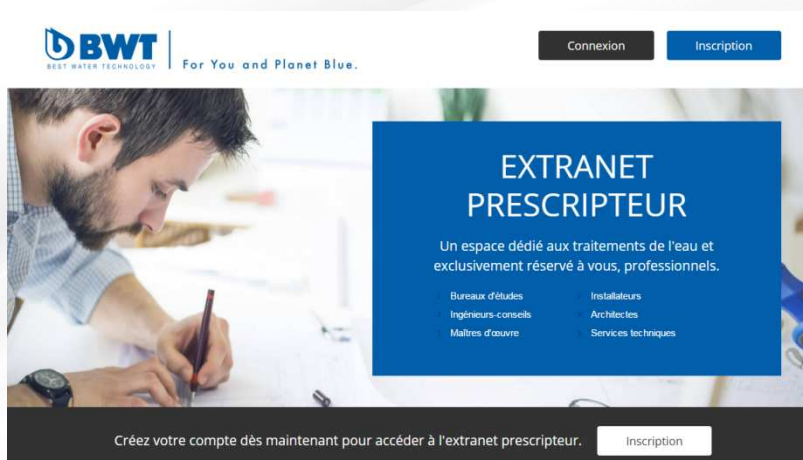 BWT
BEST WATER TECHNOLOGY
For You and Planet Blue.
Connexion
Inscription
EXTRANET
PRESCRIPTEUR
Un espace dédié aux traitements de l'eau et
exclusivement réservé à vous, professionnels.
Bureaux d'études
Ingénieurs-conseils
Maîtres d'œuvre
Installateurs
Architectes
Services techniques
Créez votre compte dès maintenant pour accéder à l'extranet prescripteur.
Inscription